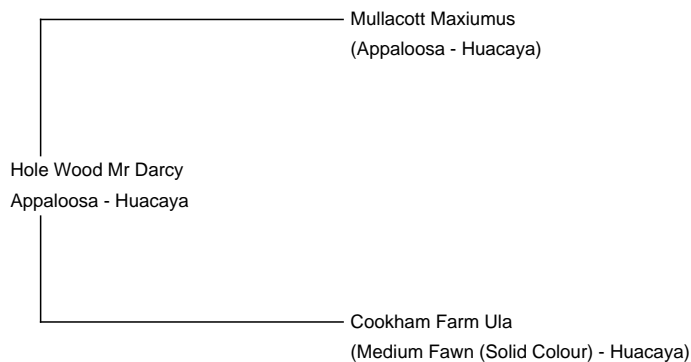 Mullacott Maxiumus
(Appaloosa - Huacaya)
Hole Wood Mr Darcy
Appaloosa - Huacaya
Cookham Farm Ula
(Medium Fawn (Solid Colour) - Huacaya)